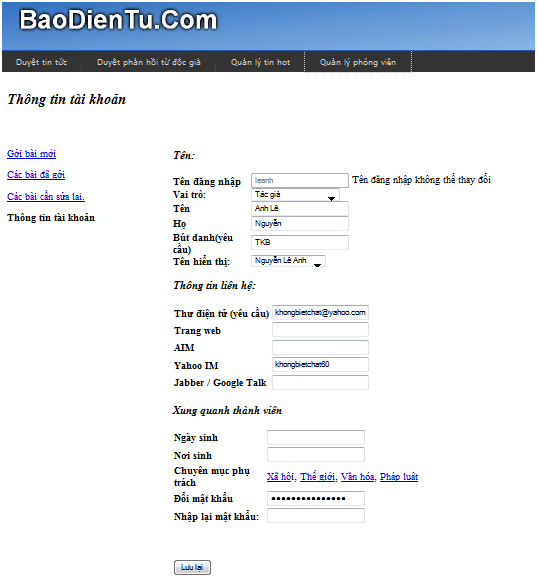 BaoDienTu.Com
Duyệt tin tức Duyệt phản hồi từ độc giả Quản lý tin hot Quản lý phóng viên
Thông tin tài khoản
Gởi bài mới
Các bài đã gởi
Các bài cần sửa lại.
Thông tin tài khoản
Tên:
Tên đăng nhập leanh Tên đăng nhập không thể thay đổi
Vai trò: Tác giả
Tên Anh Lê
Họ Nguyễn
Bút danh(yêu
cầu) TKB
Tên hiển thị: Nguyễn Lê Anh
Thông tin liên hệ:
Thư điện tử (yêu cầu) khongbietchat@yahoo.com
Trang web
AIM
Yahoo IM khongbietchat60
Jabber / Google Talk
Xung quanh thành viên
Ngày sinh
Nơi sinh
Chuyên mục phụ
trách Xã hội, Thế giới, Văn hóa, Pháp luật
Đổi mật khẩu
Nhập lại mật khẩu:
Lưu lại